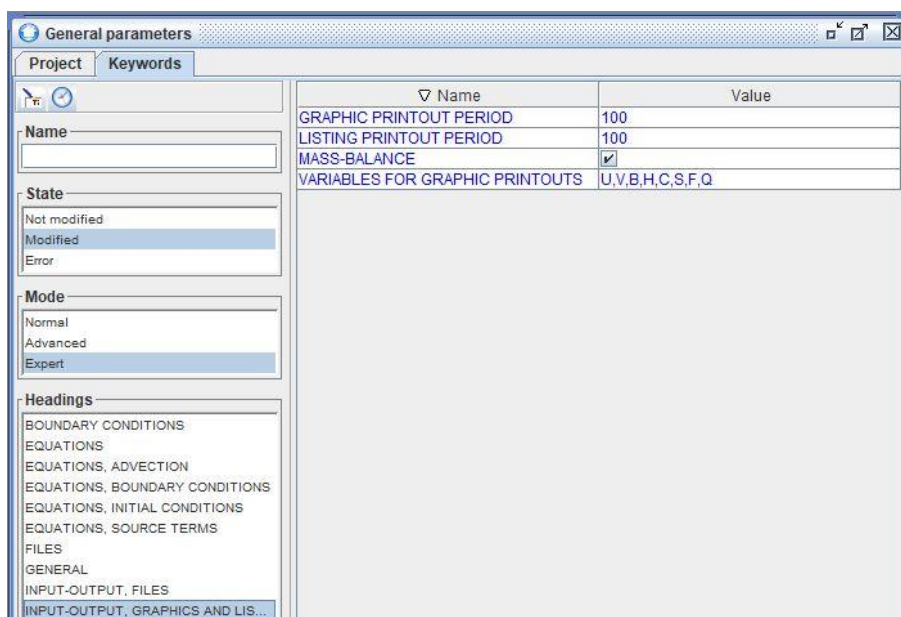 General parameters
Project
Keywords
Name
State
Not modified
Modified
Error
Mode
Normal
Advanced
Expert
Headings
BOUNDARY CONDITIONS
EQUATIONS
EQUATIONS, ADVECTION
EQUATIONS, BOUNDARY CONDITIONS
EQUATIONS, INITIAL CONDITIONS
EQUATIONS, SOURCE TERMS
FILES
GENERAL
INPUT-OUTPUT, FILES
INPUT-OUTPUT, GRAPHICS AND LIS...
Name Value
GRAPHIC PRINTOUT PERIOD 100
LISTING PRINTOUT PERIOD 100
MASS-BALANCE
VARIABLES FOR GRAPHIC PRINTOUTS U,V,B,H,C,S,F,Q